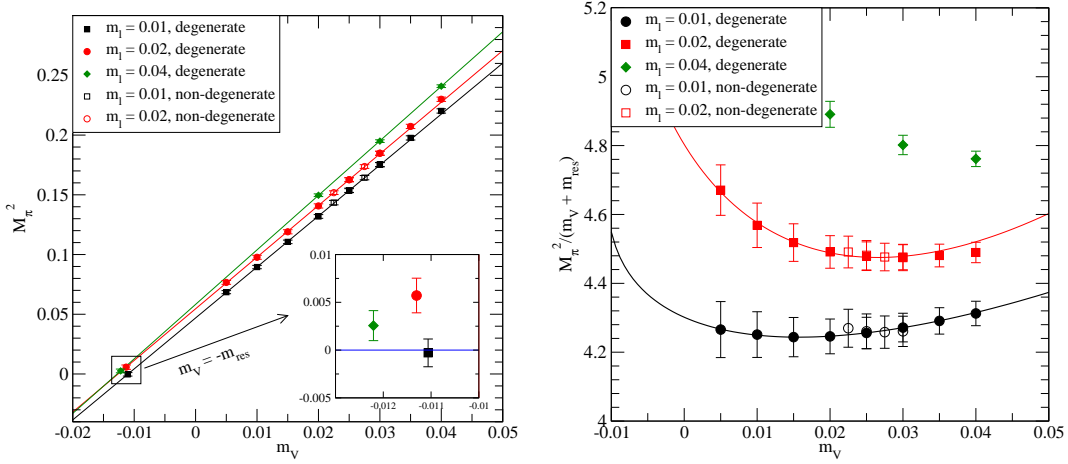 m_l = 0.01, degenerate
m_l = 0.02, degenerate
m_l = 0.04, degenerate
m_l = 0.01, non-degenerate
m_l = 0.02, non-degenerate
M_π^2
0.25
0.2
0.15
0.1
0.05
0
-0.02 -0.01 0 0.01 0.02 0.03 0.04 0.05
m_V
m_V = -m_res
0.01
0.005
0
-0.005
-0.012 -0.011 -0.01
m_l = 0.01, degenerate
m_l = 0.02, degenerate
m_l = 0.04, degenerate
m_l = 0.01, non-degenerate
m_l = 0.02, non-degenerate
M_π^2/(m_V + m_res)
5.2
5
4.8
4.6
4.4
4.2
4
-0.01 0 0.01 0.02 0.03 0.04 0.05
m_V